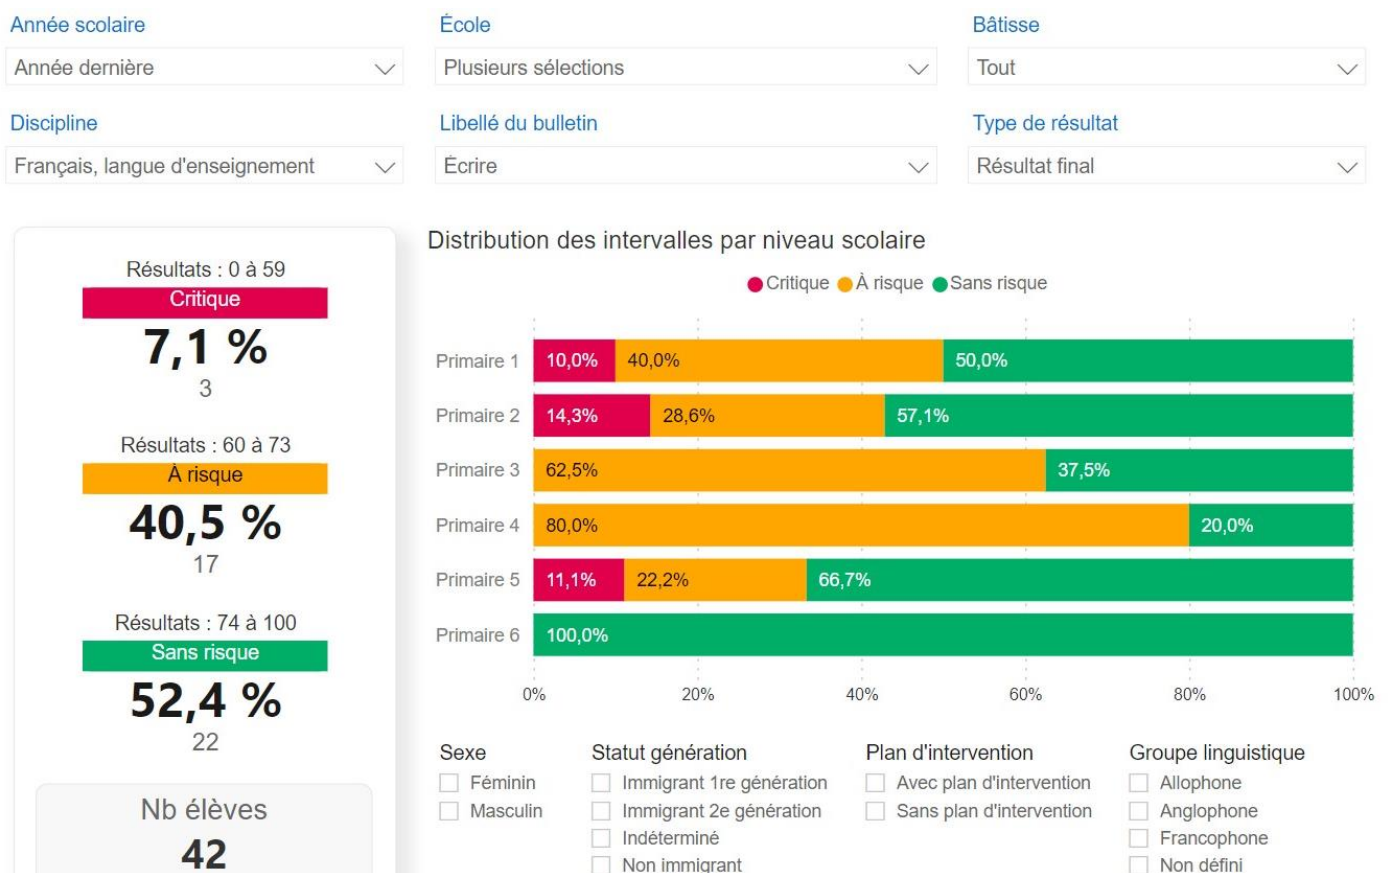 Année scolaire
École
Bâtisse
Année dernière
Plusieurs sélections
Tout
Discipline
Libellé du bulletin
Type de résultat
Français, langue d'enseignement
Écrire
Résultat final
Résultats : 0 à 59
Critique
7,1 %
3
Résultats : 60 à 73
À risque
40,5 %
17
Résultats : 74 à 100
Sans risque
52,4 %
22
Nb élèves
42
Distribution des intervalles par niveau scolaire
Critique À risque Sans risque
Primaire 1 10,0% 40,0% 50,0%
Primaire 2 14,3% 28,6% 57,1%
Primaire 3 62,5% 37,5%
Primaire 4 80,0% 20,0%
Primaire 5 11,1% 22,2% 66,7%
Primaire 6 100,0%
0% 20% 40% 60% 80% 100%
Sexe
Féminin
Masculin
Statut génération
Immigrant 1re génération
Immigrant 2e génération
Indéterminé
Non immigrant
Plan d'intervention
Avec plan d'intervention
Sans plan d'intervention
Groupe linguistique
Allophone
Anglophone
Francophone
Non défini